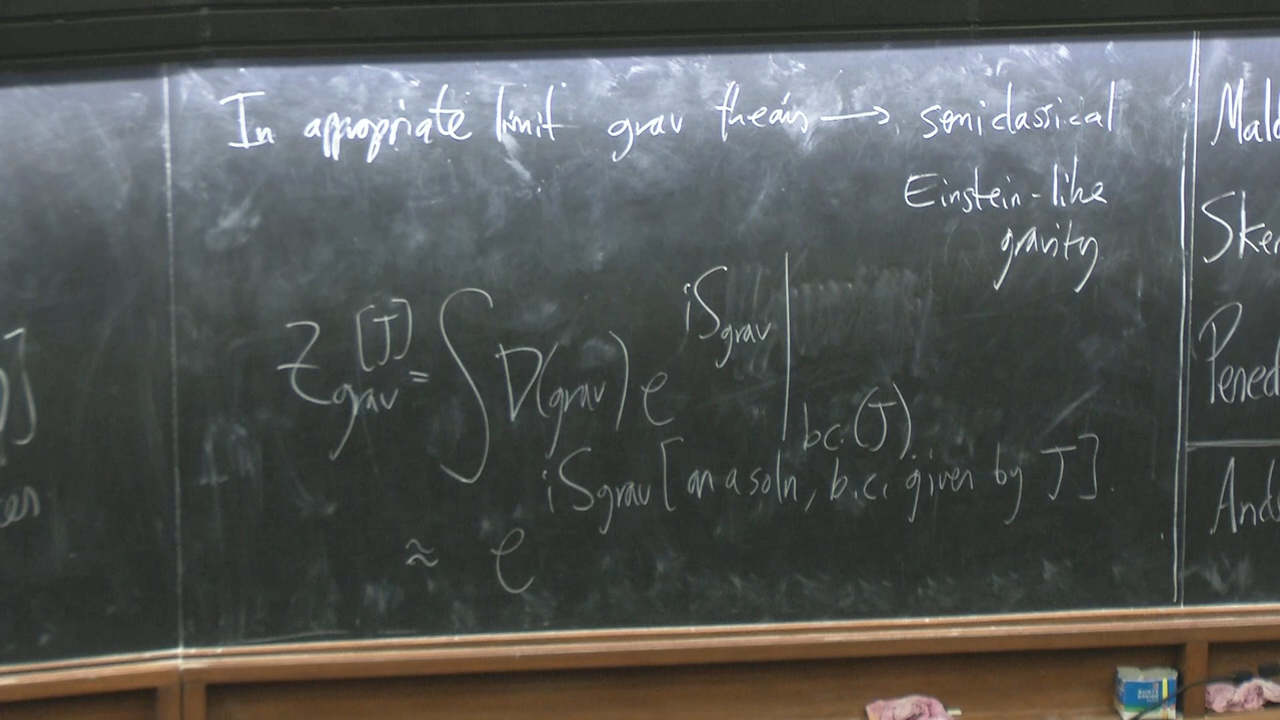 In appropriate limit grav theory → semiclassical
Einstein-like
gravity
Z_grav[J] = ∫ D(grav) e^{iS_grav} |_{b.c.(J)}
≈ e^{iS_grav[on a soln, b.c. given by J]}.
Mald
Sken
Pened
And